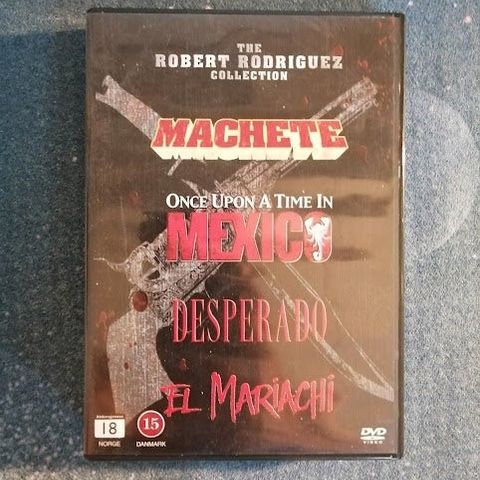 THE
ROBERT RODRIGUEZ
COLLECTION
MACHETE
ONCE UPON A TIME IN
MEXICO
DESPERADO
EL MARIACHI
18
NORGE
15
DANMARK
DVD
VIDEO